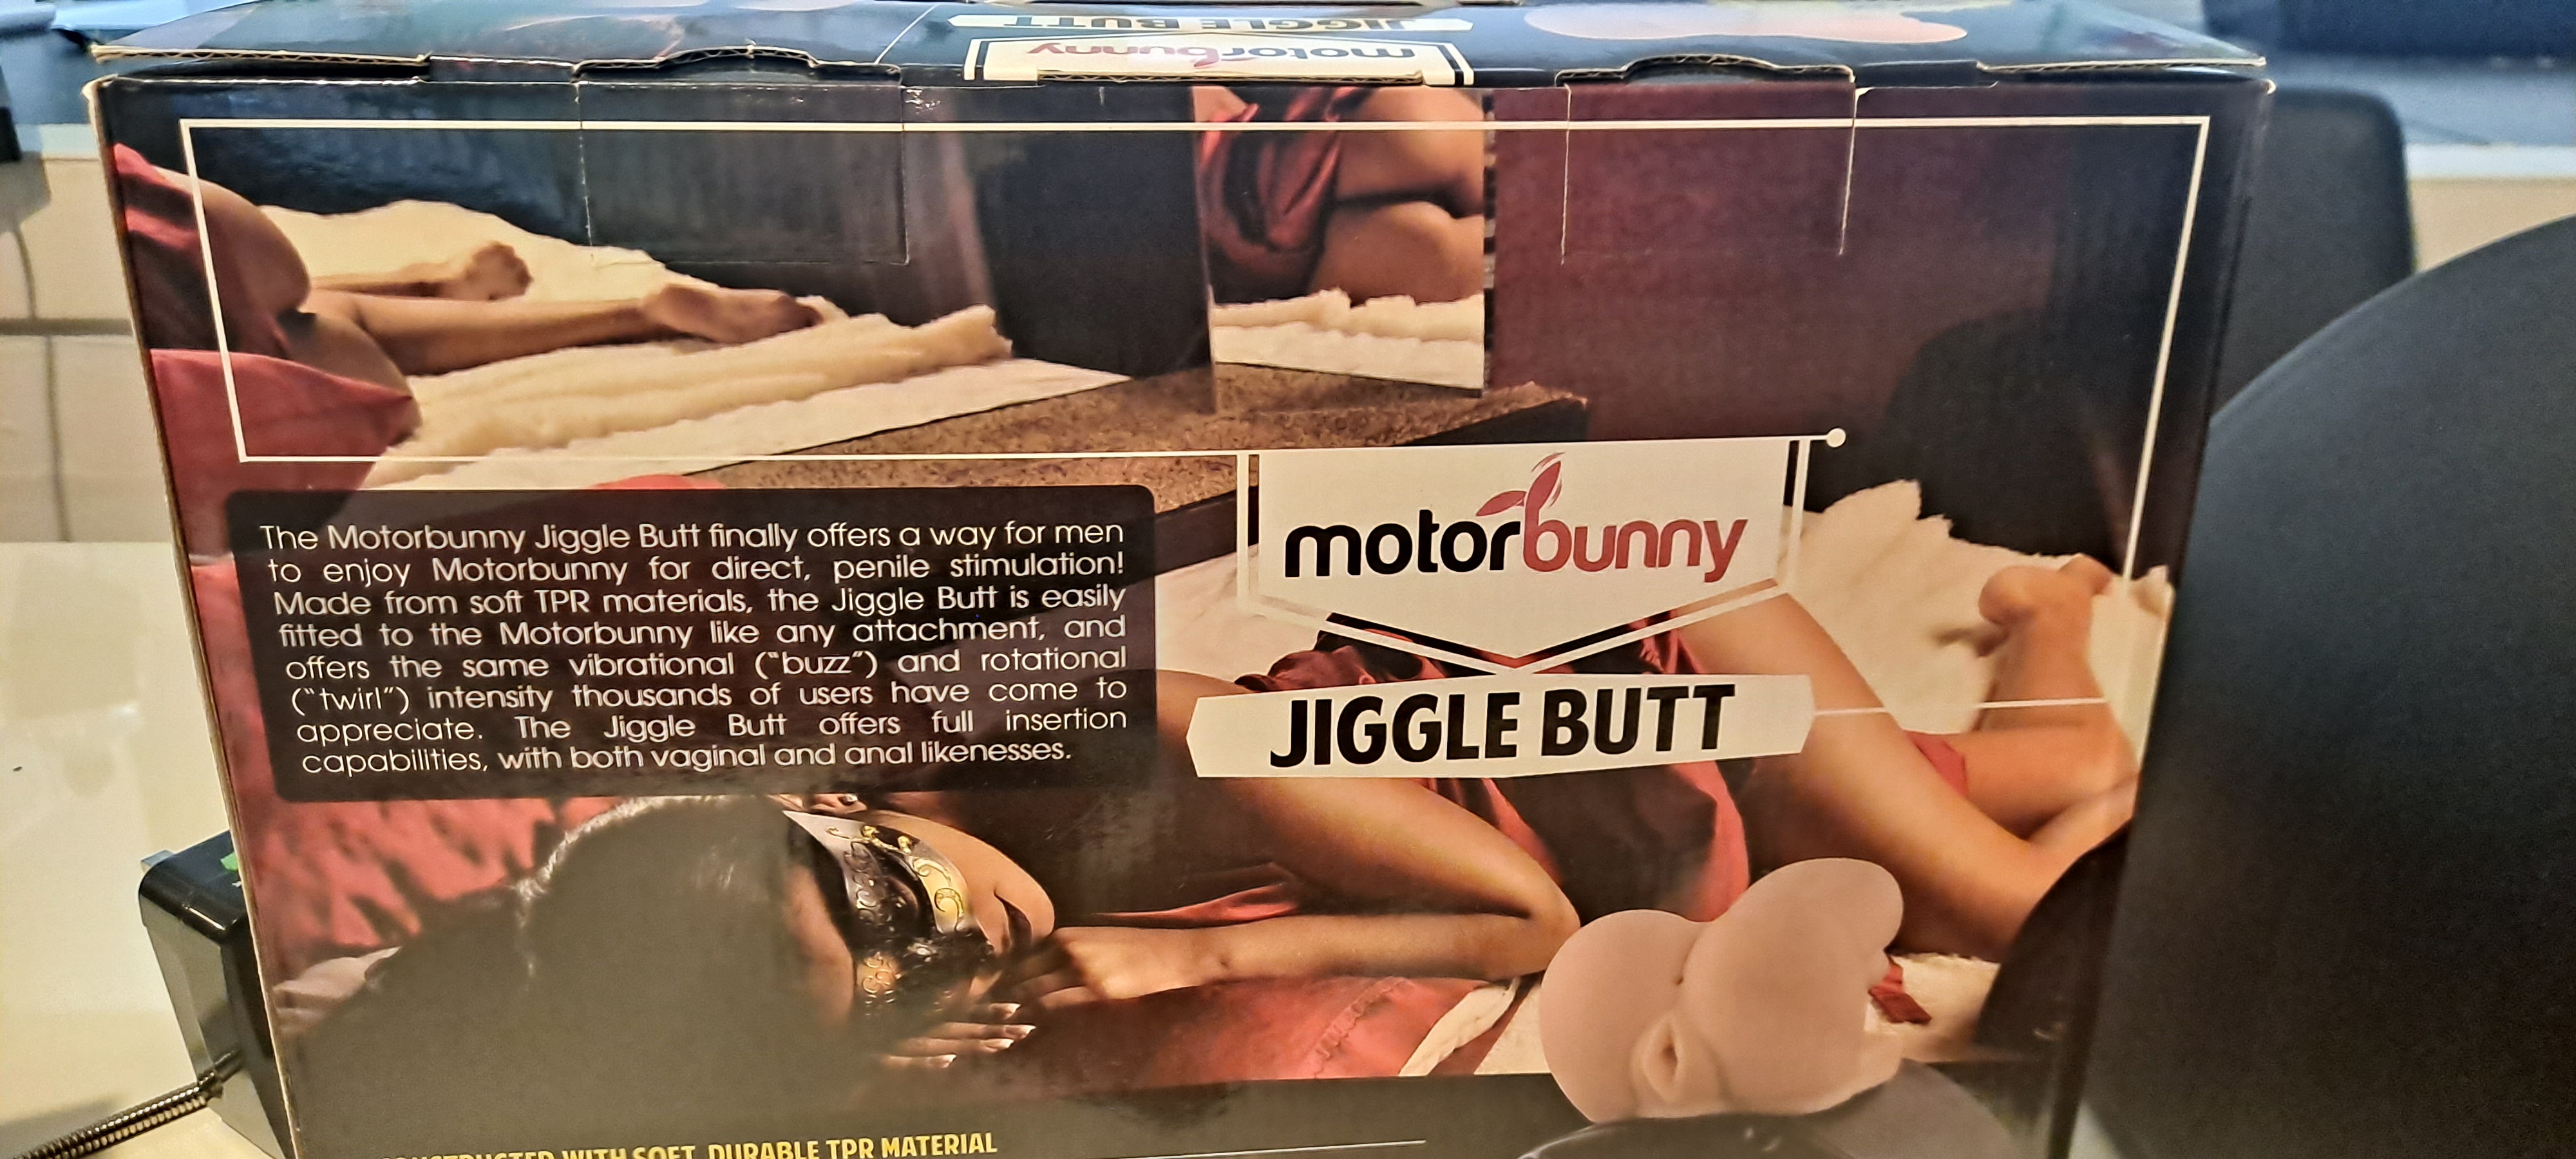 JIGGLE BUTT
motorbunny
motorbunny
The Motorbunny Jiggle Butt finally offers a way for men
to enjoy Motorbunny for direct, penile stimulation!
Made from soft TPR materials, the Jiggle Butt is easily
fitted to the Motorbunny like any attachment, and
offers the same vibrational (“buzz”) and rotational
(“twirl”) intensity thousands of users have come to
appreciate. The Jiggle Butt offers full insertion
capabilities, with both vaginal and anal likenesses.
JIGGLE BUTT
WITH SOFT, DURABLE TPR MATERIAL